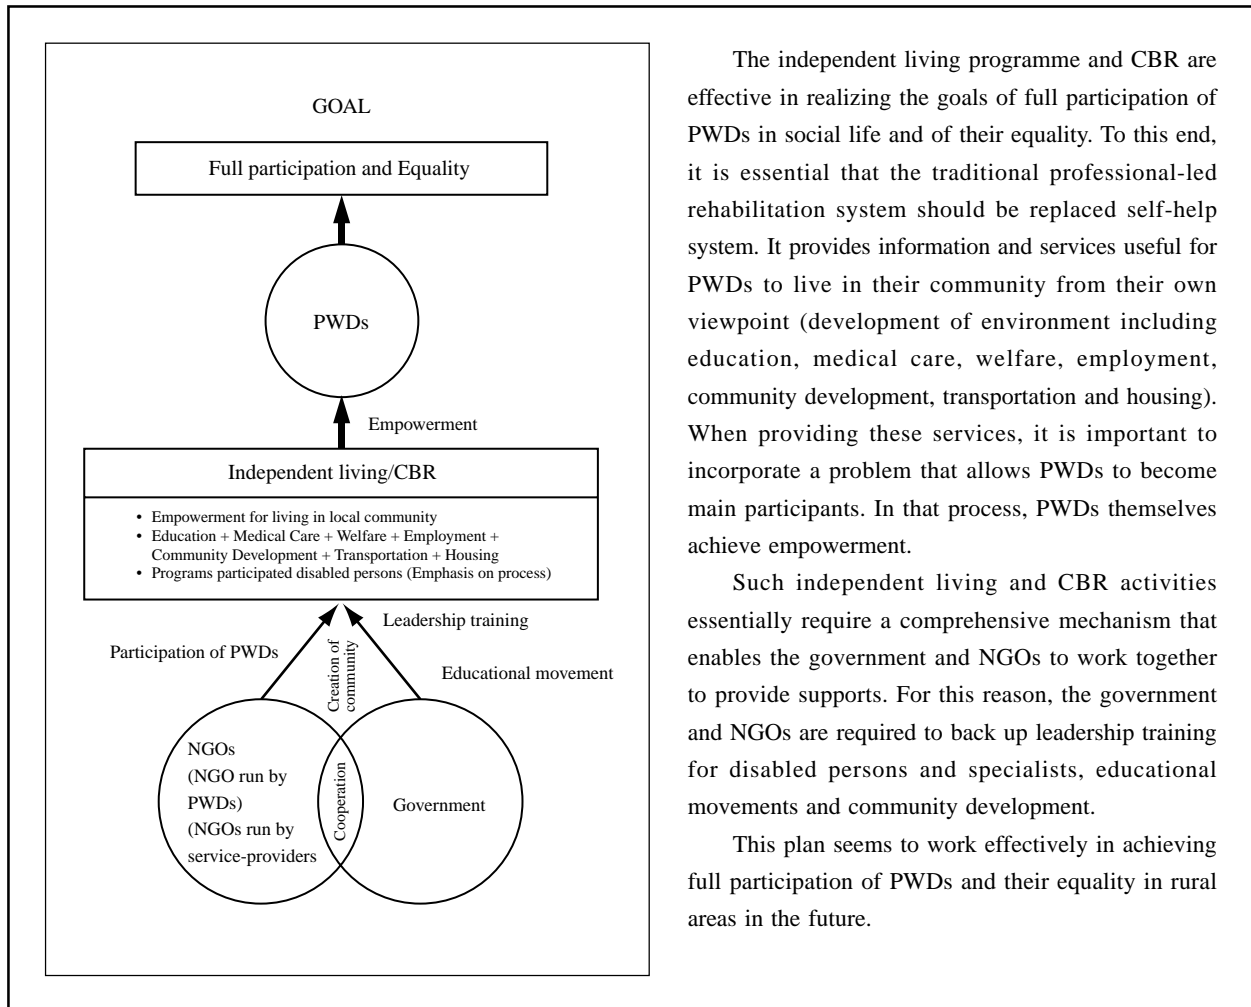 GOAL
Full participation and Equality
PWDs
Empowerment
Independent living/CBR
• Empowerment for living in local community
• Education + Medical Care + Welfare + Employment +
Community Development + Transportation + Housing
• Programs participated disabled persons (Emphasis on process)
Leadership training
Participation of PWDs
Creation of
community
Educational movement
NGOs
(NGO run by
PWDs)
(NGOs run by
service-providers
Cooperation
Government
The independent living programme and CBR are
effective in realizing the goals of full participation of
PWDs in social life and of their equality. To this end,
it is essential that the traditional professional-led
rehabilitation system should be replaced self-help
system. It provides information and services useful for
PWDs to live in their community from their own
viewpoint (development of environment including
education, medical care, welfare, employment,
community development, transportation and housing).
When providing these services, it is important to
incorporate a problem that allows PWDs to become
main participants. In that process, PWDs themselves
achieve empowerment.
Such independent living and CBR activities
essentially require a comprehensive mechanism that
enables the government and NGOs to work together
to provide supports. For this reason, the government
and NGOs are required to back up leadership training
for disabled persons and specialists, educational
movements and community development.
This plan seems to work effectively in achieving
full participation of PWDs and their equality in rural
areas in the future.